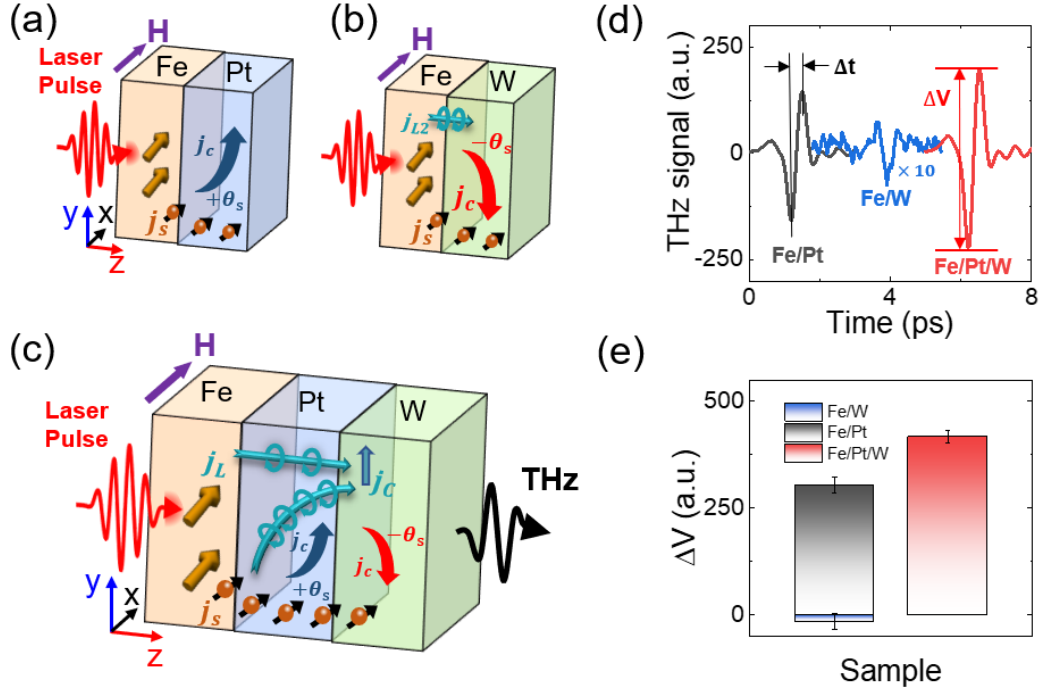 (a)
H
Laser
Pulse
Fe
Pt
j_c
+θ_s
j_s
y
x
z
(b)
H
Fe
W
j_L2
−θ_s
j_c
j_s
(c)
H
Laser
Pulse
Fe
Pt
W
j_L
j_C
j_c
+θ_s
−θ_s
j_c
j_s
THz
y
x
z
(d)
THz signal (a.u.)
250
0
-250
Δt
ΔV
× 10
Fe/W
Fe/Pt
Fe/Pt/W
0
4
8
Time (ps)
(e)
ΔV (a.u.)
500
250
0
Fe/W
Fe/Pt
Fe/Pt/W
Sample